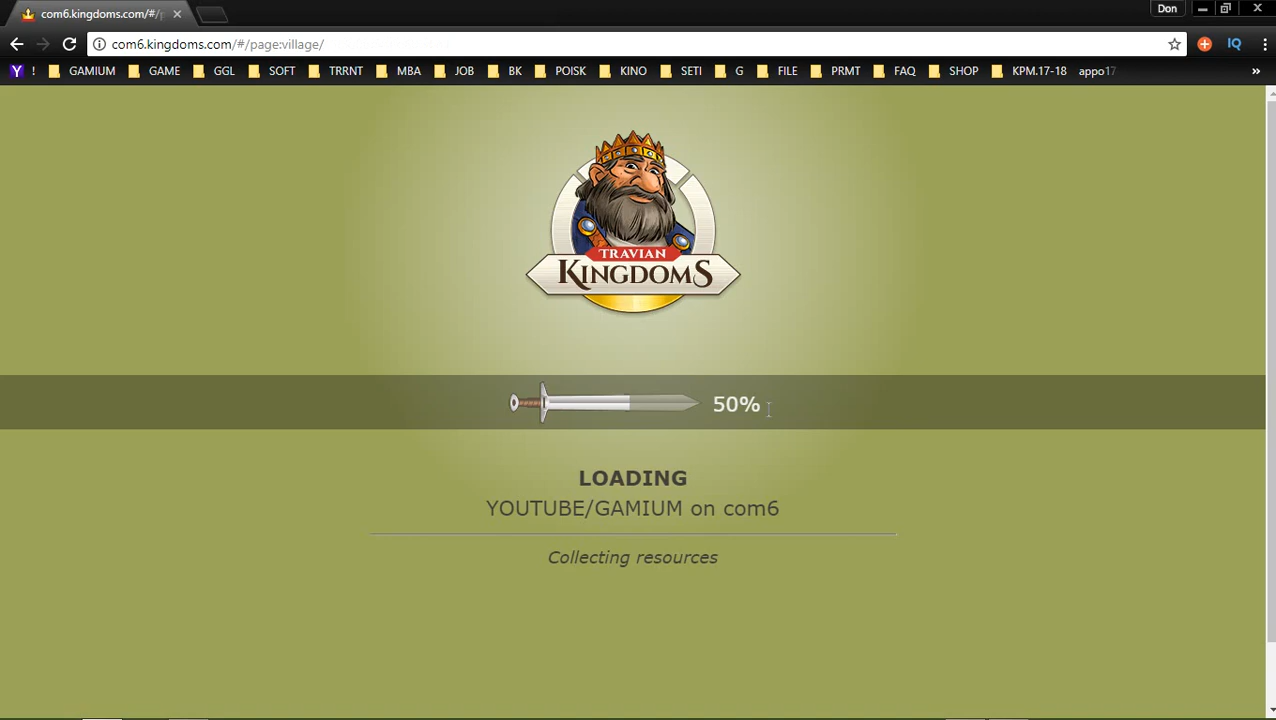 com6.kingdoms.com/#/p
Don
com6.kingdoms.com/#/page:village/
IQ
Y ! GAMIUM GAME GGL SOFT TRRNT MBA JOB BK POISK KINO SETI G FILE PRMT FAQ SHOP KPM.17-18 appo17 »
TRAVIAN
KINGDOMS
50%
LOADING
YOUTUBE/GAMIUM on com6
Collecting resources